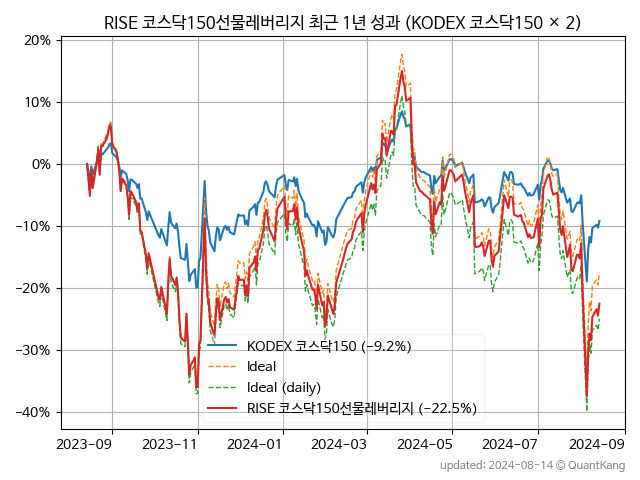 RISE 코스닥150선물레버리지 최근 1년 성과 (KODEX 코스닥150 × 2)
20%
10%
0%
−10%
−20%
−30%
−40%
KODEX 코스닥150 (−9.2%)
Ideal
Ideal (daily)
RISE 코스닥150선물레버리지 (−22.5%)
2023-09
2023-11
2024-01
2024-03
2024-05
2024-07
2024-09
updated: 2024-08-14 © QuantKang